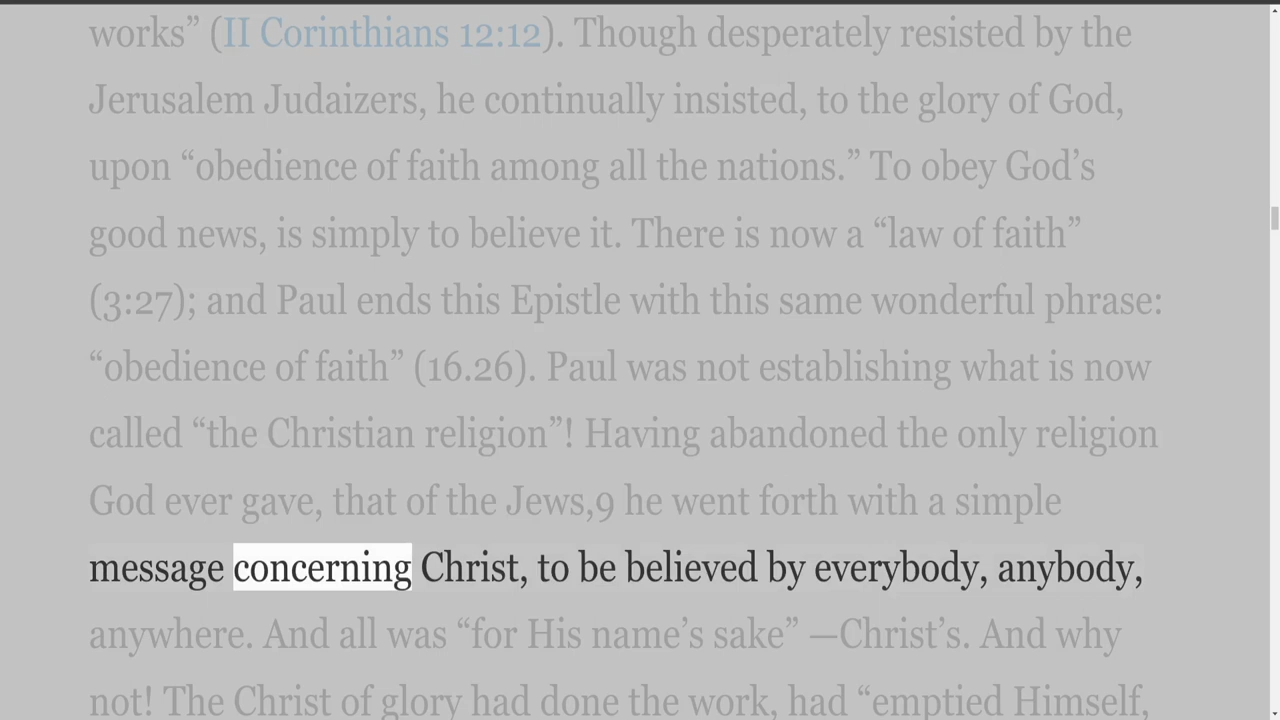 works” (II Corinthians 12:12). Though desperately resisted by the
Jerusalem Judaizers, he continually insisted, to the glory of God,
upon “obedience of faith among all the nations.” To obey God’s
good news, is simply to believe it. There is now a “law of faith”
(3:27); and Paul ends this Epistle with this same wonderful phrase:
“obedience of faith” (16.26). Paul was not establishing what is now
called “the Christian religion”! Having abandoned the only religion
God ever gave, that of the Jews,9 he went forth with a simple
message concerning Christ, to be believed by everybody, anybody,
anywhere. And all was “for His name’s sake” —Christ’s. And why
not! The Christ of glory had done the work, had “emptied Himself,